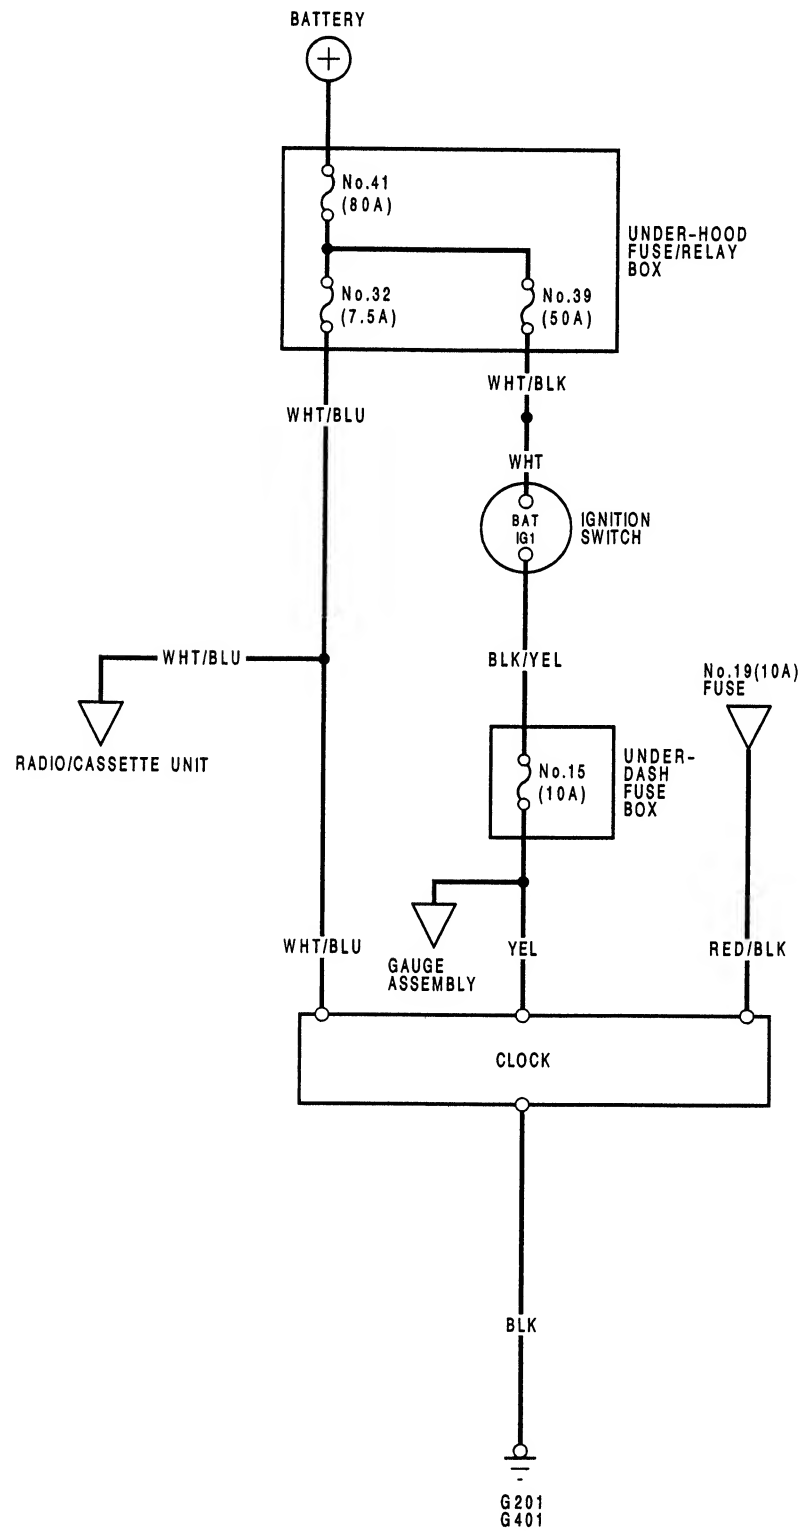 BATTERY
+
No.41
(80A)
UNDER-HOOD
FUSE/RELAY
BOX
No.32
(7.5A)
No.39
(50A)
WHT/BLK
WHT/BLU
WHT
BAT
IG1
IGNITION
SWITCH
WHT/BLU
BLK/YEL
No.19(10A)
FUSE
RADIO/CASSETTE UNIT
No.15
(10A)
UNDER-
DASH
FUSE
BOX
WHT/BLU
GAUGE
ASSEMBLY
YEL
RED/BLK
CLOCK
BLK
G201
G401